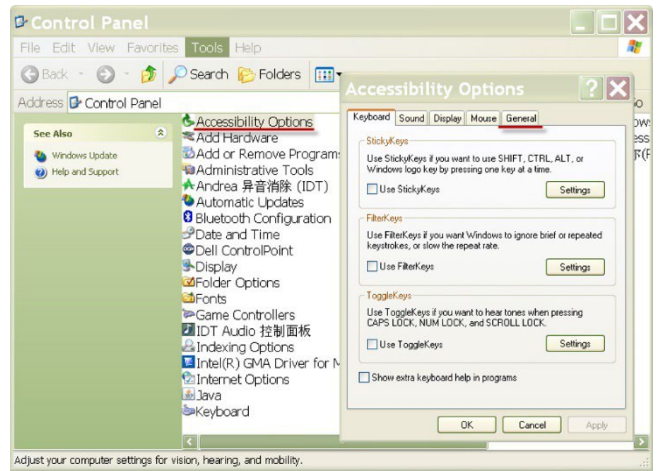 Control Panel
File Edit View Favorites Tools Help
Back Search Folders
Address Control Panel
See Also
Windows Update
Help and Support
Accessibility Options
Add Hardware
Add or Remove Program
Administrative Tools
Andrea 异音消除 (IDT)
Automatic Updates
Bluetooth Configuration
Date and Time
Dell ControlPoint
Display
Folder Options
Fonts
Game Controllers
IDT Audio 控制面板
Indexing Options
Intel(R) GMA Driver for M
Internet Options
Java
Keyboard
Accessibility Options
Keyboard Sound Display Mouse General
StickyKeys
Use StickyKeys if you want to use SHIFT, CTRL, ALT, or
Windows logo key by pressing one key at a time.
Use StickyKeys Settings
FilterKeys
Use FilterKeys if you want Windows to ignore brief or repeated
keystrokes, or slow the repeat rate.
Use FilterKeys Settings
ToggleKeys
Use ToggleKeys if you want to hear tones when pressing
CAPS LOCK, NUM LOCK, and SCROLL LOCK.
Use ToggleKeys Settings
Show extra keyboard help in programs
OK Cancel Apply
Adjust your computer settings for vision, hearing, and mobility.